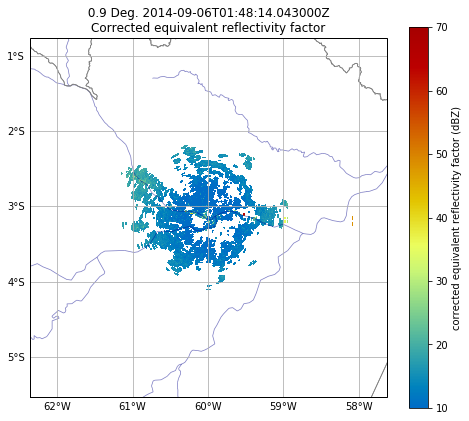 0.9 Deg. 2014-09-06T01:48:14.043000Z
Corrected equivalent reflectivity factor
1°S
2°S
3°S
4°S
5°S
62°W
61°W
60°W
59°W
58°W
70
60
50
40
30
20
10
corrected equivalent reflectivity factor (dBZ)